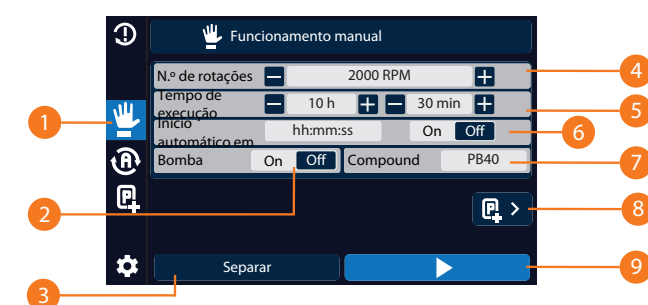 Funcionamento manual
N.º de rotações 2000 RPM 4
Tempo de execução 10 h 30 min 5
1
Início automático em hh:mm:ss On Off 6
Bomba On Off Compound PB40 7
2
8
Separar 9
3